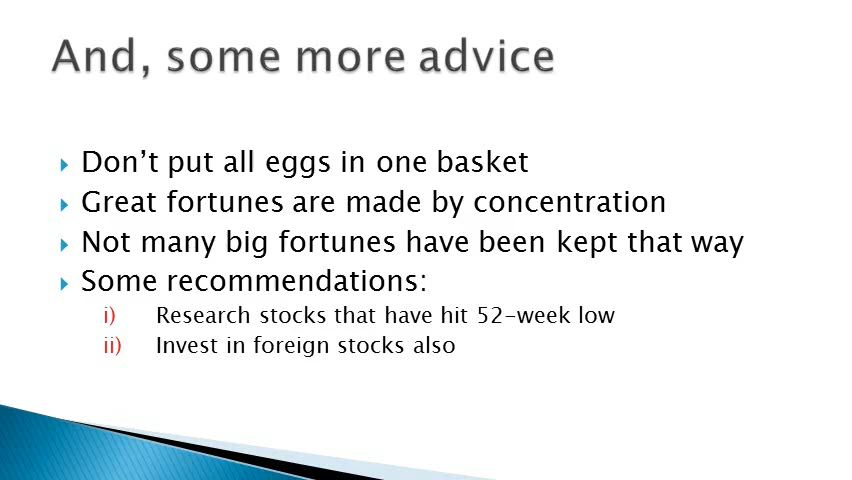 And, some more advice
Don't put all eggs in one basket
Great fortunes are made by concentration
Not many big fortunes have been kept that way
Some recommendations:
i) Research stocks that have hit 52-week low
ii) Invest in foreign stocks also